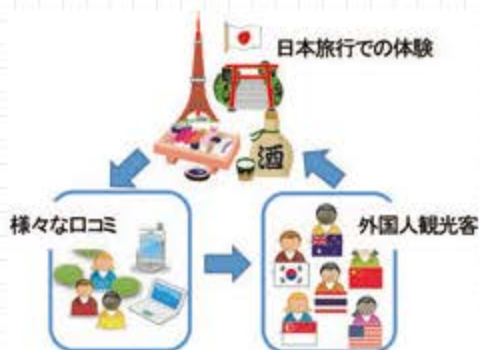 日本旅行での体験
酒
様々な口コミ
外国人観光客